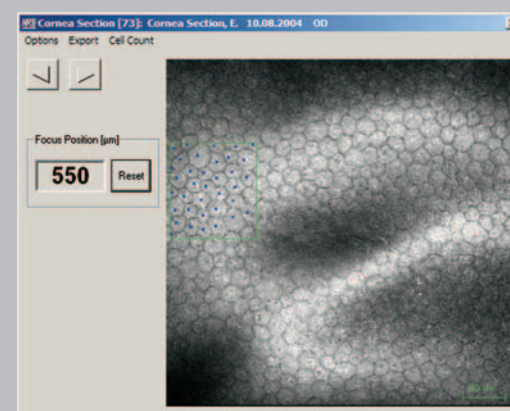 Cornea Section [73]: Cornea Section, E. 10.08.2004 OD
Options Export Cell Count
Focus Position [µm]
550
Reset